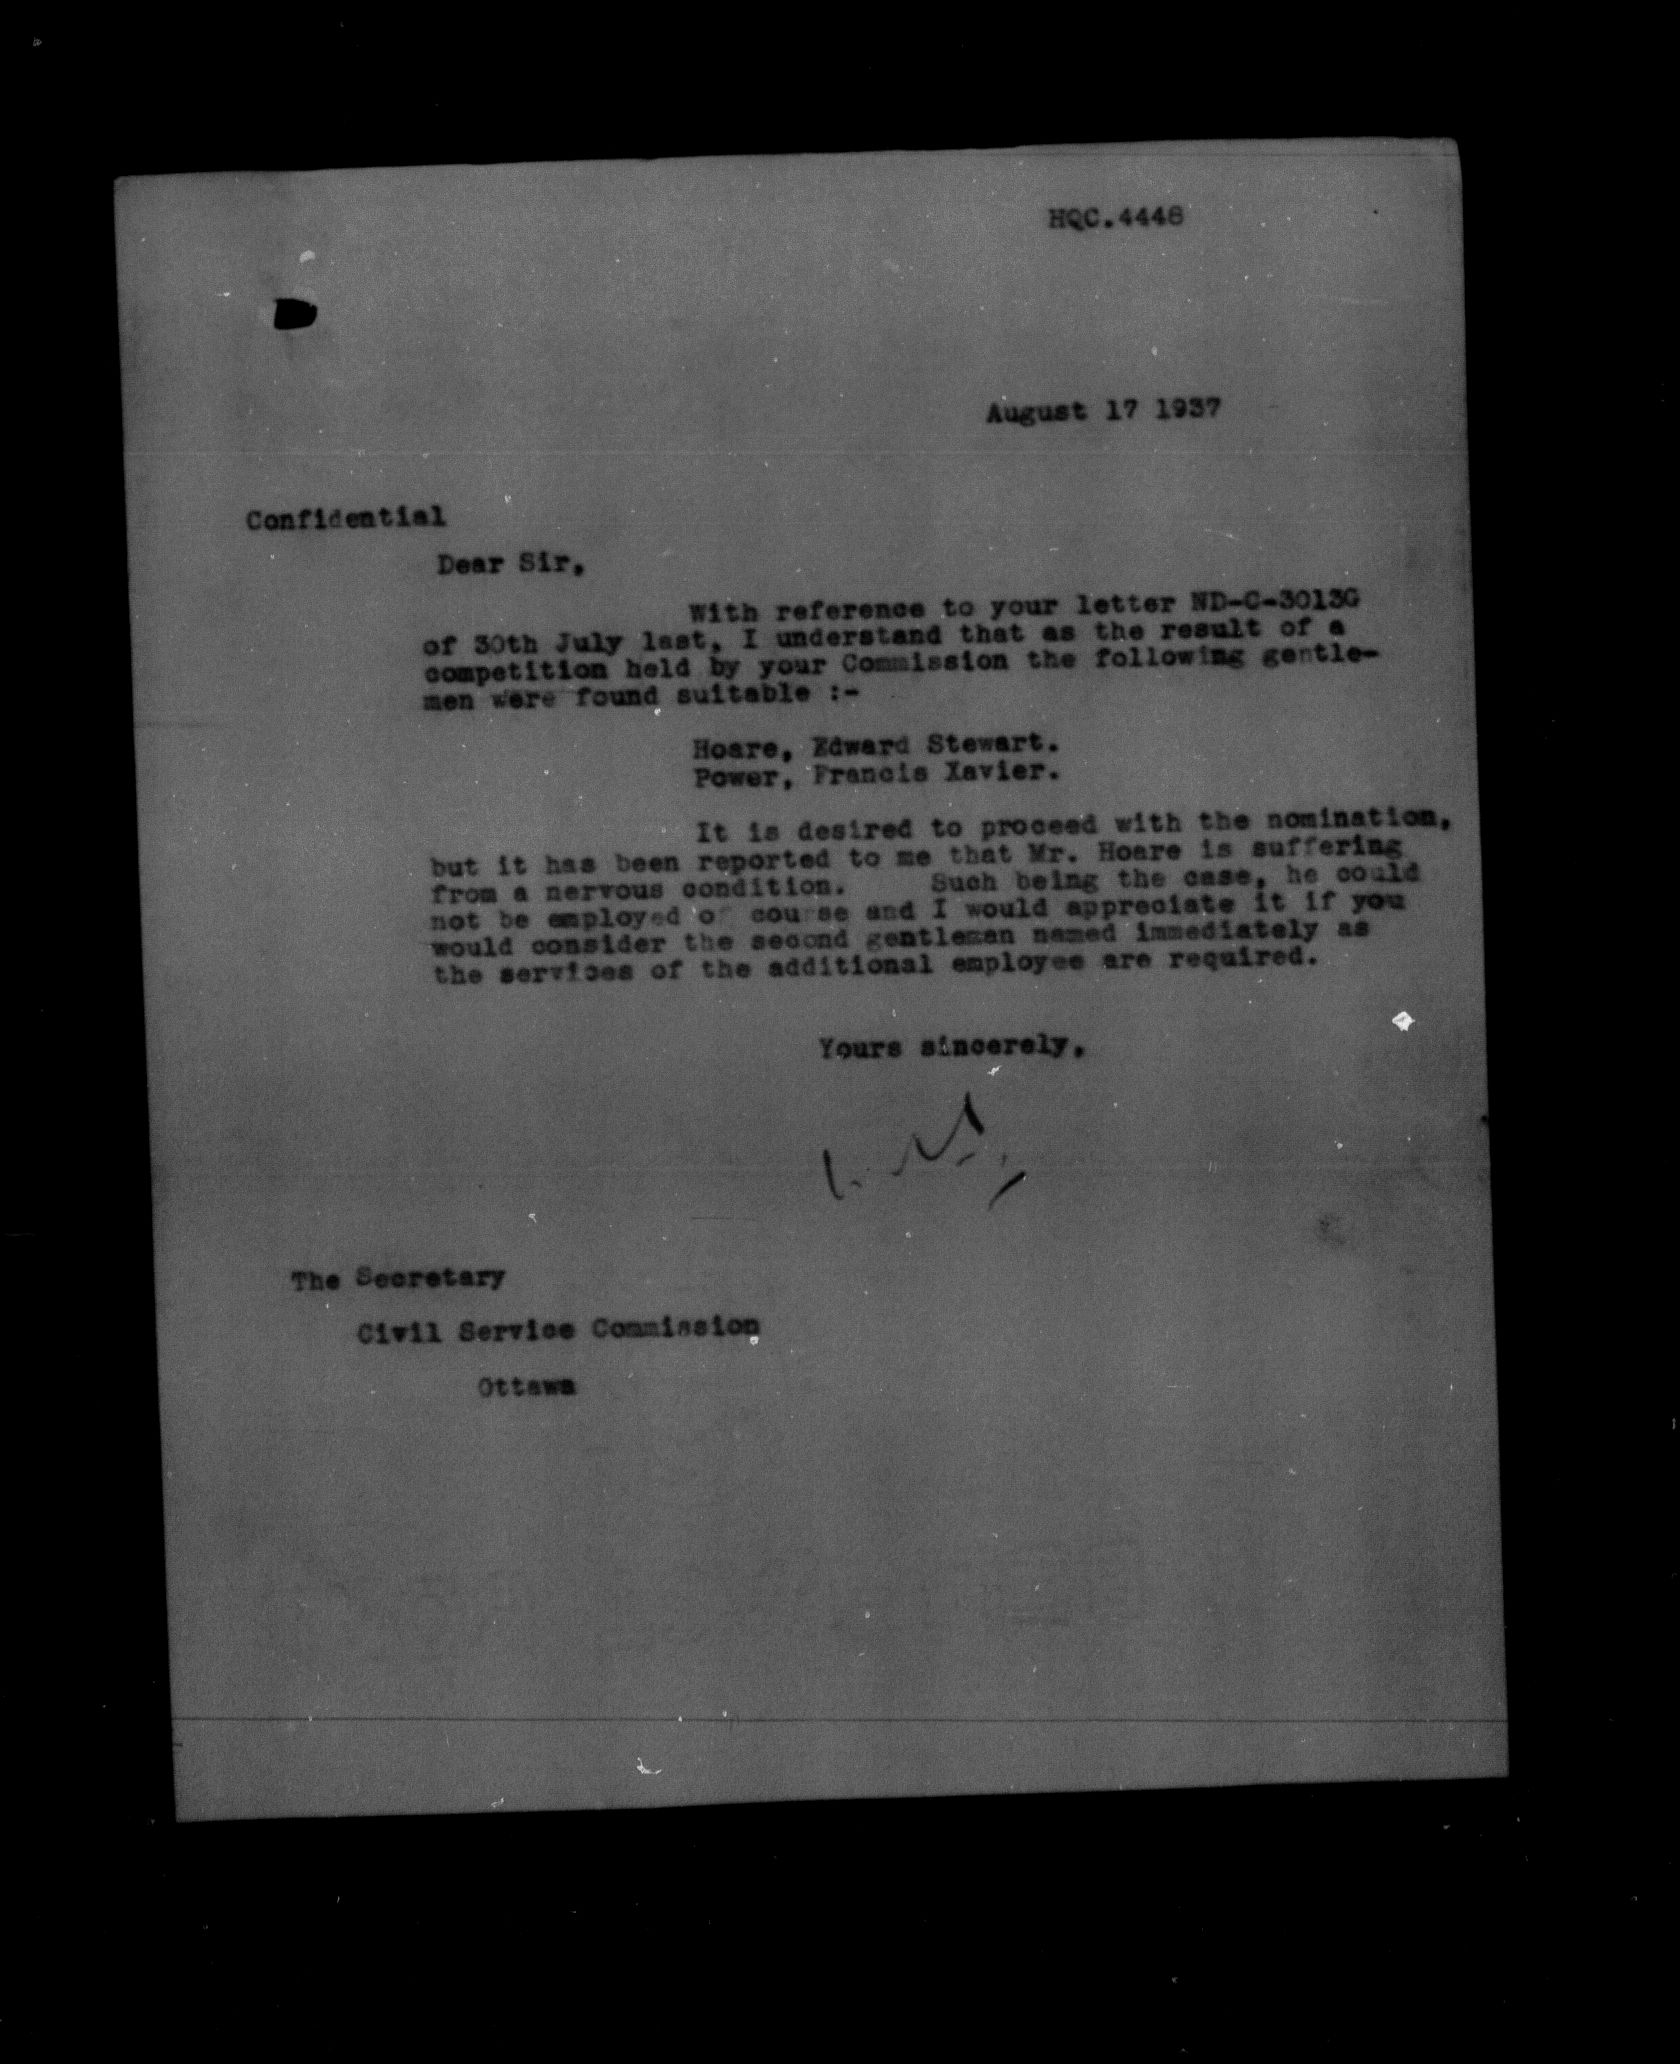 HQC.4448
August 17 1937
Confidential
Dear Sir,
With reference to your letter ND-C-3013G
of 30th July last, I understand that as the result of a
competition held by your Commission the following gentle-
men were found suitable :-
Hoare, Edward Stewart.
Power, Francis Xavier.
It is desired to proceed with the nomination,
but it has been reported to me that Mr. Hoare is suffering
from a nervous condition. Such being the case, he could
not be employed of course and I would appreciate it if you
would consider the second gentleman named immediately as
the services of the additional employee are required.
Yours sincerely,
The Secretary
Civil Service Commission
Ottawa